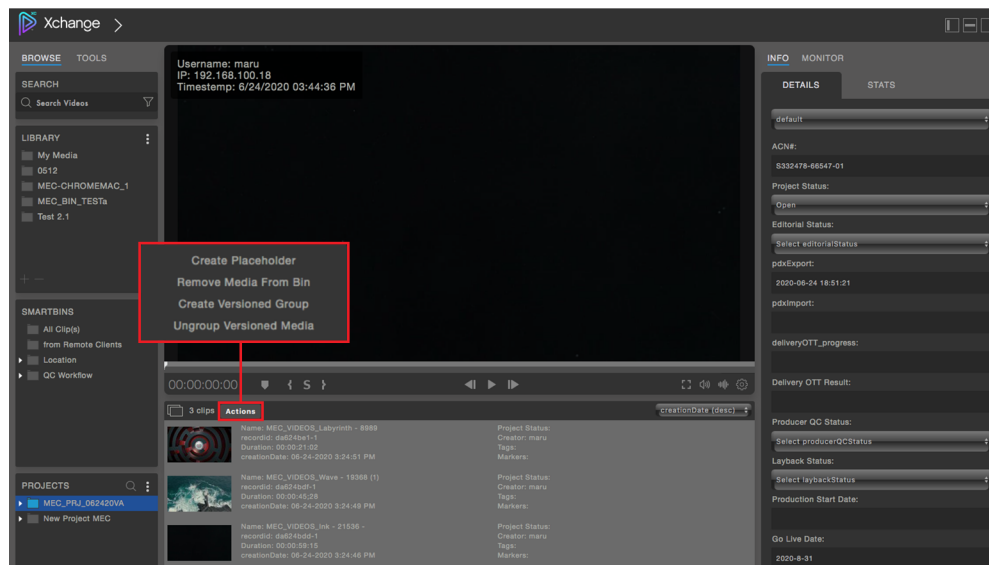 Xchange >
BROWSE TOOLS
SEARCH
Search Videos
LIBRARY
My Media
0512
MEC-CHROMEMAC_1
MEC_BIN_TESTa
Test 2.1
+ −
SMARTBINS
All Clip(s)
from Remote Clients
Location
QC Workflow
PROJECTS
MEC_PRJ_062420VA
New Project MEC
Username: maru
IP: 192.168.100.18
Timestemp: 6/24/2020 03:44:36 PM
Create Placeholder
Remove Media From Bin
Create Versioned Group
Ungroup Versioned Media
00:00:00:00 { S }
3 clips Actions creationDate (desc)
Name: MEC_VIDEOS_Labyrinth - 8989 Project Status:
recordid: da624be1-1 Creator: maru
Duration: 00:00:21:02 Tags:
creationDate: 06-24-2020 3:24:51 PM Markers:
Name: MEC_VIDEOS_Wave - 19368 (1) Project Status:
recordid: da624bdf-1 Creator: maru
Duration: 00:00:45:28 Tags:
creationDate: 06-24-2020 3:24:49 PM Markers:
Name: MEC_VIDEOS_Ink - 21536 - Project Status:
recordid: da624bdd-1 Creator: maru
Duration: 00:00:59:15 Tags:
creationDate: 06-24-2020 3:24:46 PM Markers:
INFO MONITOR
DETAILS STATS
default
ACN#:
S332478-66547-01
Project Status:
Open
Editorial Status:
Select editorialStatus
pdxExport:
2020-06-24 18:51:21
pdxImport:
deliveryOTT_progress:
Delivery OTT Result:
Producer QC Status:
Select producerQCStatus
Layback Status:
Select laybackStatus
Production Start Date:
Go Live Date:
2020-8-31